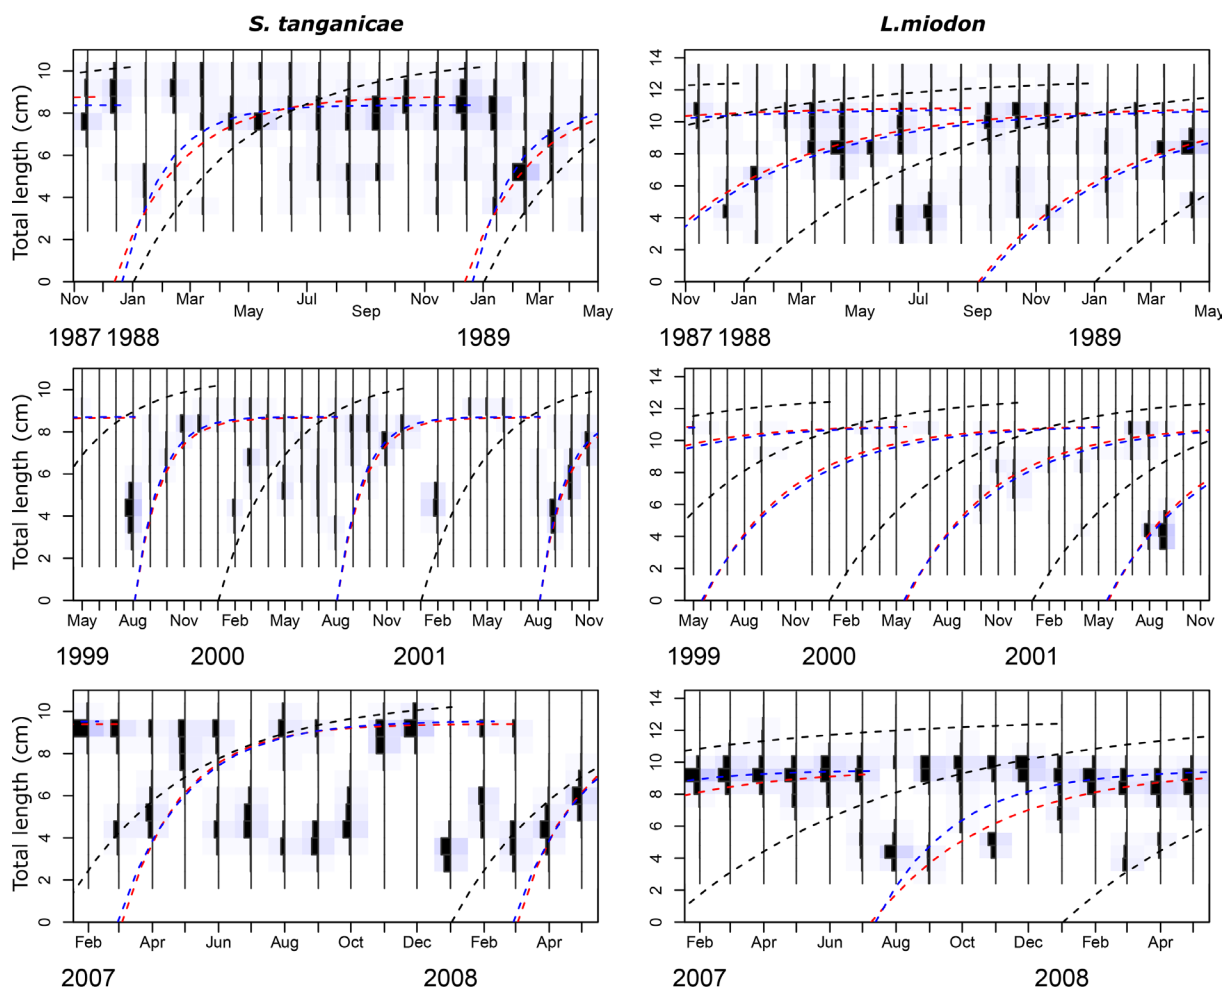 S. tanganicae
L.miodon
Total length (cm)
10
8
6
4
2
0
14
12
10
8
6
4
2
0
Nov Jan Mar May Jul Sep Nov Jan Mar May
Nov Jan Mar May Jul Sep Nov Jan Mar May
1987 1988 1989
1987 1988 1989
Total length (cm)
10
8
6
4
2
0
14
12
10
8
6
4
2
0
May Aug Nov Feb May Aug Nov Feb May Aug Nov
May Aug Nov Feb May Aug Nov Feb May Aug Nov
1999 2000 2001
1999 2000 2001
Total length (cm)
10
8
6
4
2
0
14
12
10
8
6
4
2
0
Feb Apr Jun Aug Oct Dec Feb Apr
Feb Apr Jun Aug Oct Dec Feb Apr
2007 2008
2007 2008